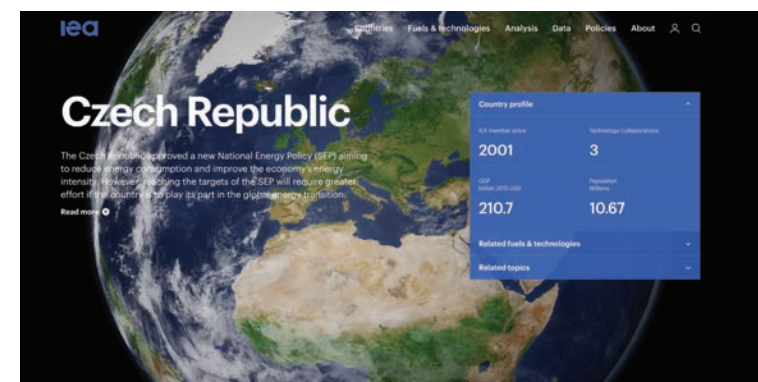 iea
Countries Fuels & technologies Analysis Data Policies About
Czech Republic
The Czech Republic approved a new National Energy Policy (SEP) aiming
to reduce energy consumption and improve the economy's energy
intensity. However, reaching the targets of the SEP will require greater
effort if the country is to play its part in the global energy transition.
Read more
Country profile
IEA member since
2001
Technology Collaborations
3
GDP
billion 2015 USD
210.7
Population
Millions
10.67
Related fuels & technologies
Related topics